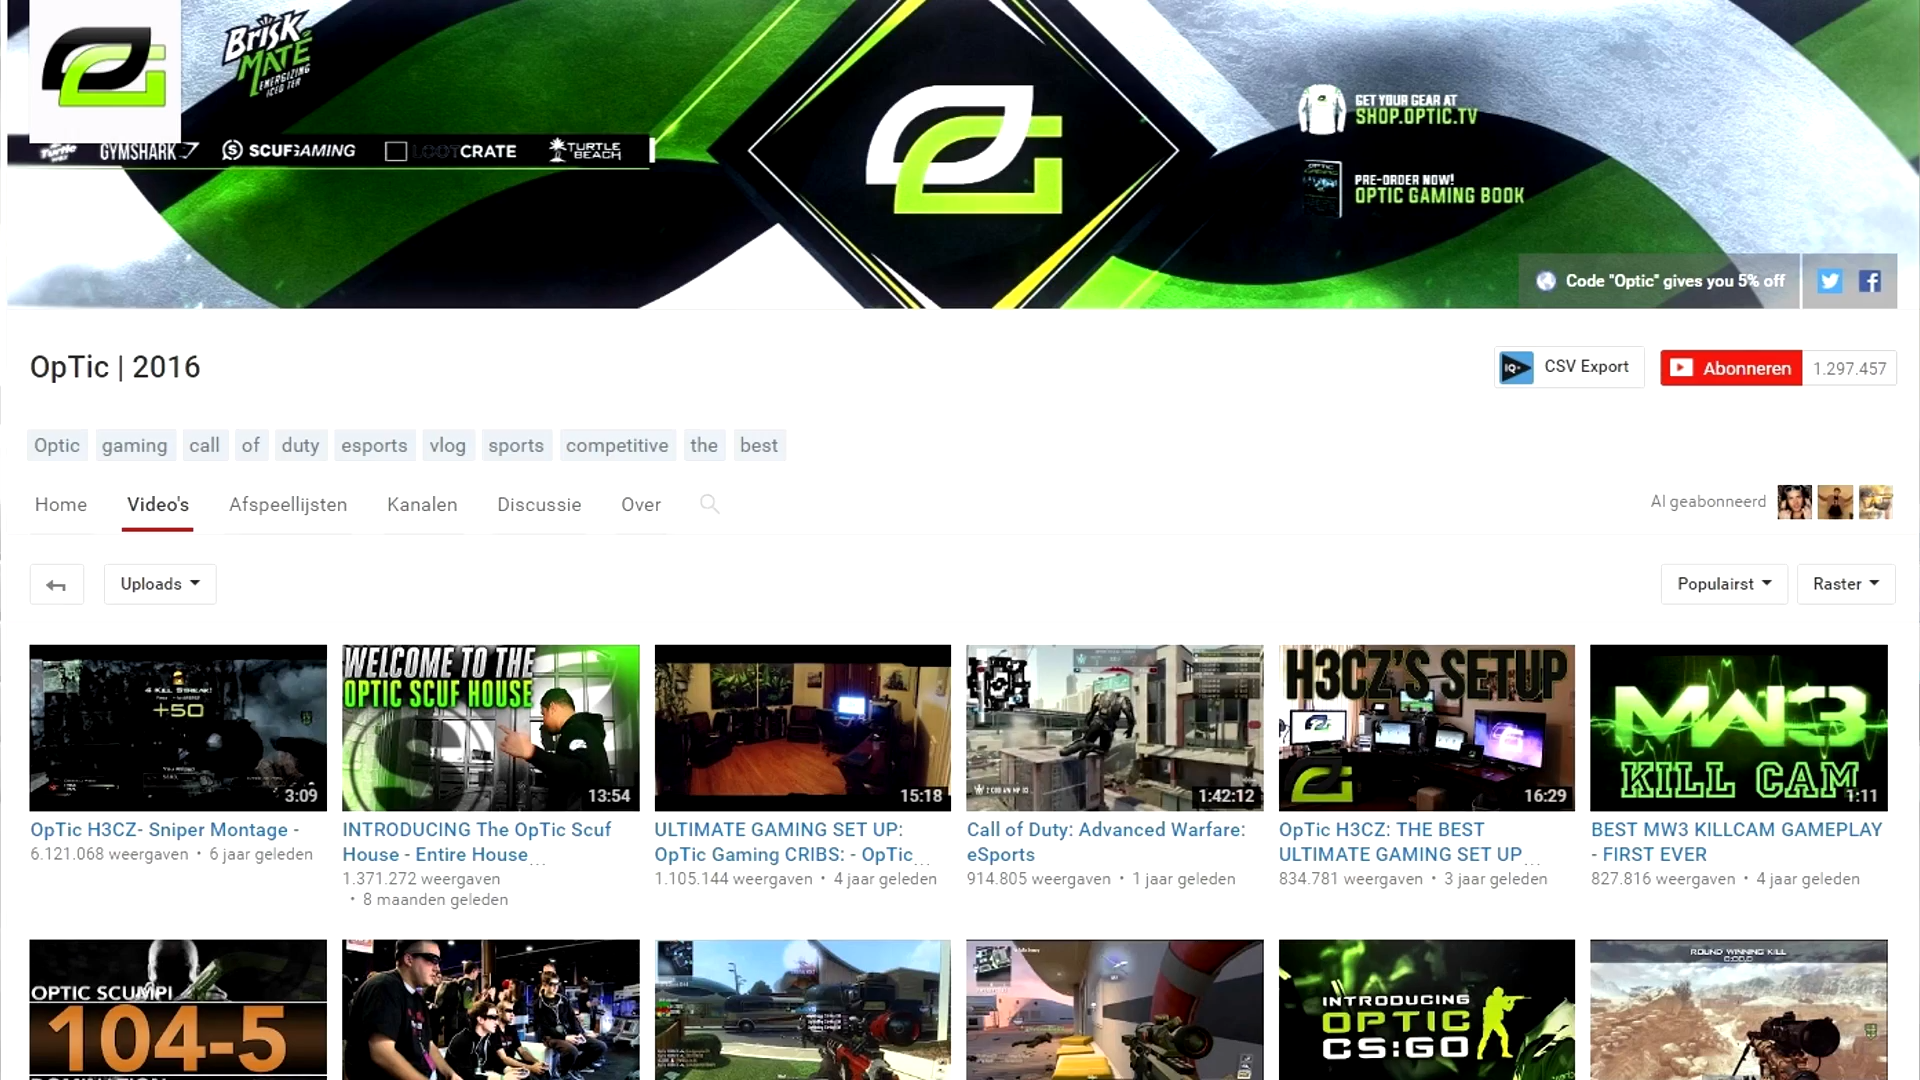 Brisk
MATE
ENERGIZING
ICED TEA
GYMSHARK
SCUFGAMING
LOOTCRATE
TURTLE
BEACH
GET YOUR GEAR AT
SHOP.OPTIC.TV
PRE-ORDER NOW!
OPTIC GAMING BOOK
Code "Optic" gives you 5% off
OpTic | 2016
CSV Export
Abonneren 1.297.457
Optic gaming call of duty esports vlog sports competitive the best
Home Video's Afspeellijsten Kanalen Discussie Over
Al geabonneerd
Uploads
Populairst
Raster
4 KILL STREAK!
+50
3:09
OpTic H3CZ- Sniper Montage -
6.121.068 weergaven • 6 jaar geleden
WELCOME TO THE
OPTIC SCUF HOUSE
13:54
INTRODUCING The OpTic Scuf
House - Entire House...
1.371.272 weergaven
• 8 maanden geleden
15:18
ULTIMATE GAMING SET UP:
OpTic Gaming CRIBS: - OpTic...
1.105.144 weergaven • 4 jaar geleden
1:42:12
Call of Duty: Advanced Warfare:
eSports
914.805 weergaven • 1 jaar geleden
H3CZ'S SETUP
16:29
OpTic H3CZ: THE BEST
ULTIMATE GAMING SET UP...
834.781 weergaven • 3 jaar geleden
MW3
KILL CAM
1:11
BEST MW3 KILLCAM GAMEPLAY
- FIRST EVER
827.816 weergaven • 4 jaar geleden
OPTIC SCUMPI
104-5
DOMINATION
INTRODUCING
OPTIC
CS:GO
ROUND WINNING KILL